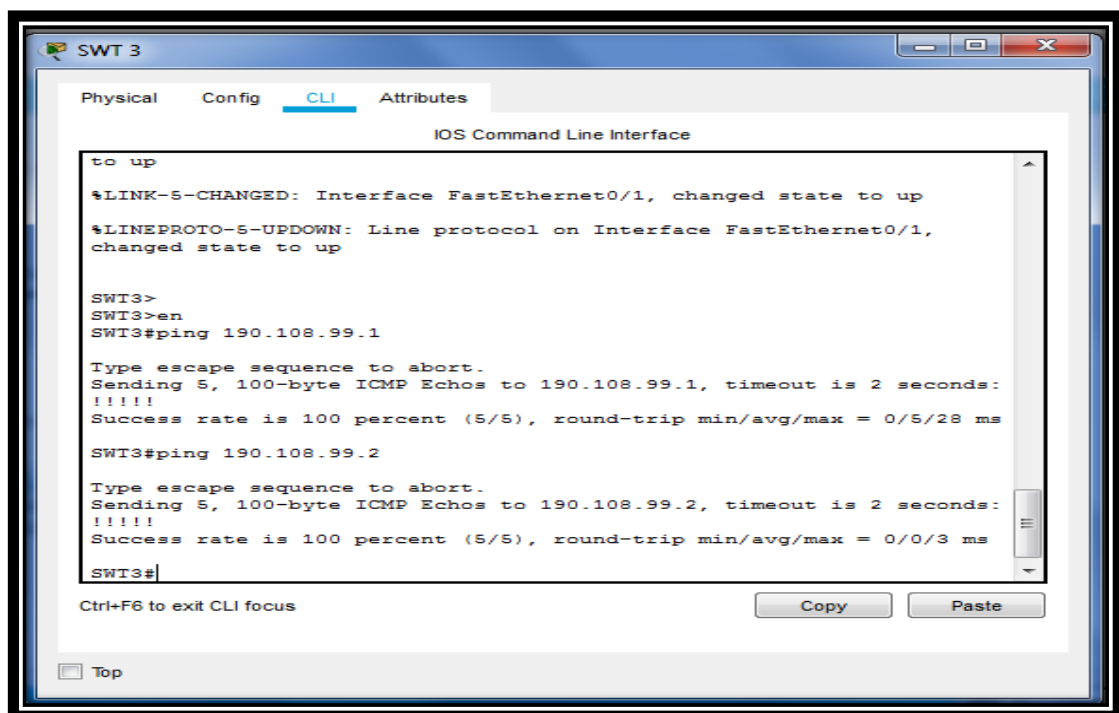 SWT 3
Physical Config CLI Attributes
IOS Command Line Interface
to up
%LINK-5-CHANGED: Interface FastEthernet0/1, changed state to up
%LINEPROTO-5-UPDOWN: Line protocol on Interface FastEthernet0/1,
changed state to up
SWT3>
SWT3>en
SWT3#ping 190.108.99.1
Type escape sequence to abort.
Sending 5, 100-byte ICMP Echos to 190.108.99.1, timeout is 2 seconds:
!!!!!
Success rate is 100 percent (5/5), round-trip min/avg/max = 0/5/28 ms
SWT3#ping 190.108.99.2
Type escape sequence to abort.
Sending 5, 100-byte ICMP Echos to 190.108.99.2, timeout is 2 seconds:
!!!!!
Success rate is 100 percent (5/5), round-trip min/avg/max = 0/0/3 ms
SWT3#
Ctrl+F6 to exit CLI focus
Copy Paste
Top